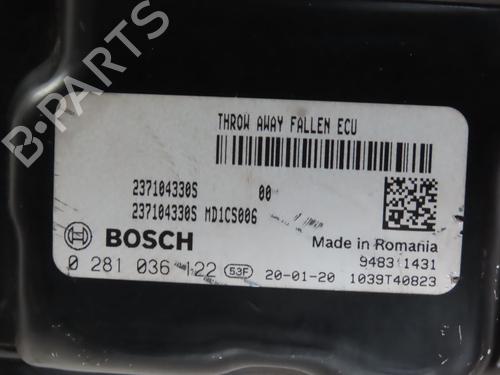 B-PARTS
THROW AWAY FALLEN ECU
237104330S 00
237104330S MD1CS006
BOSCH
Made in Romania
0 281 036 122 53F 20-01-20
9483 1431
1039T40823